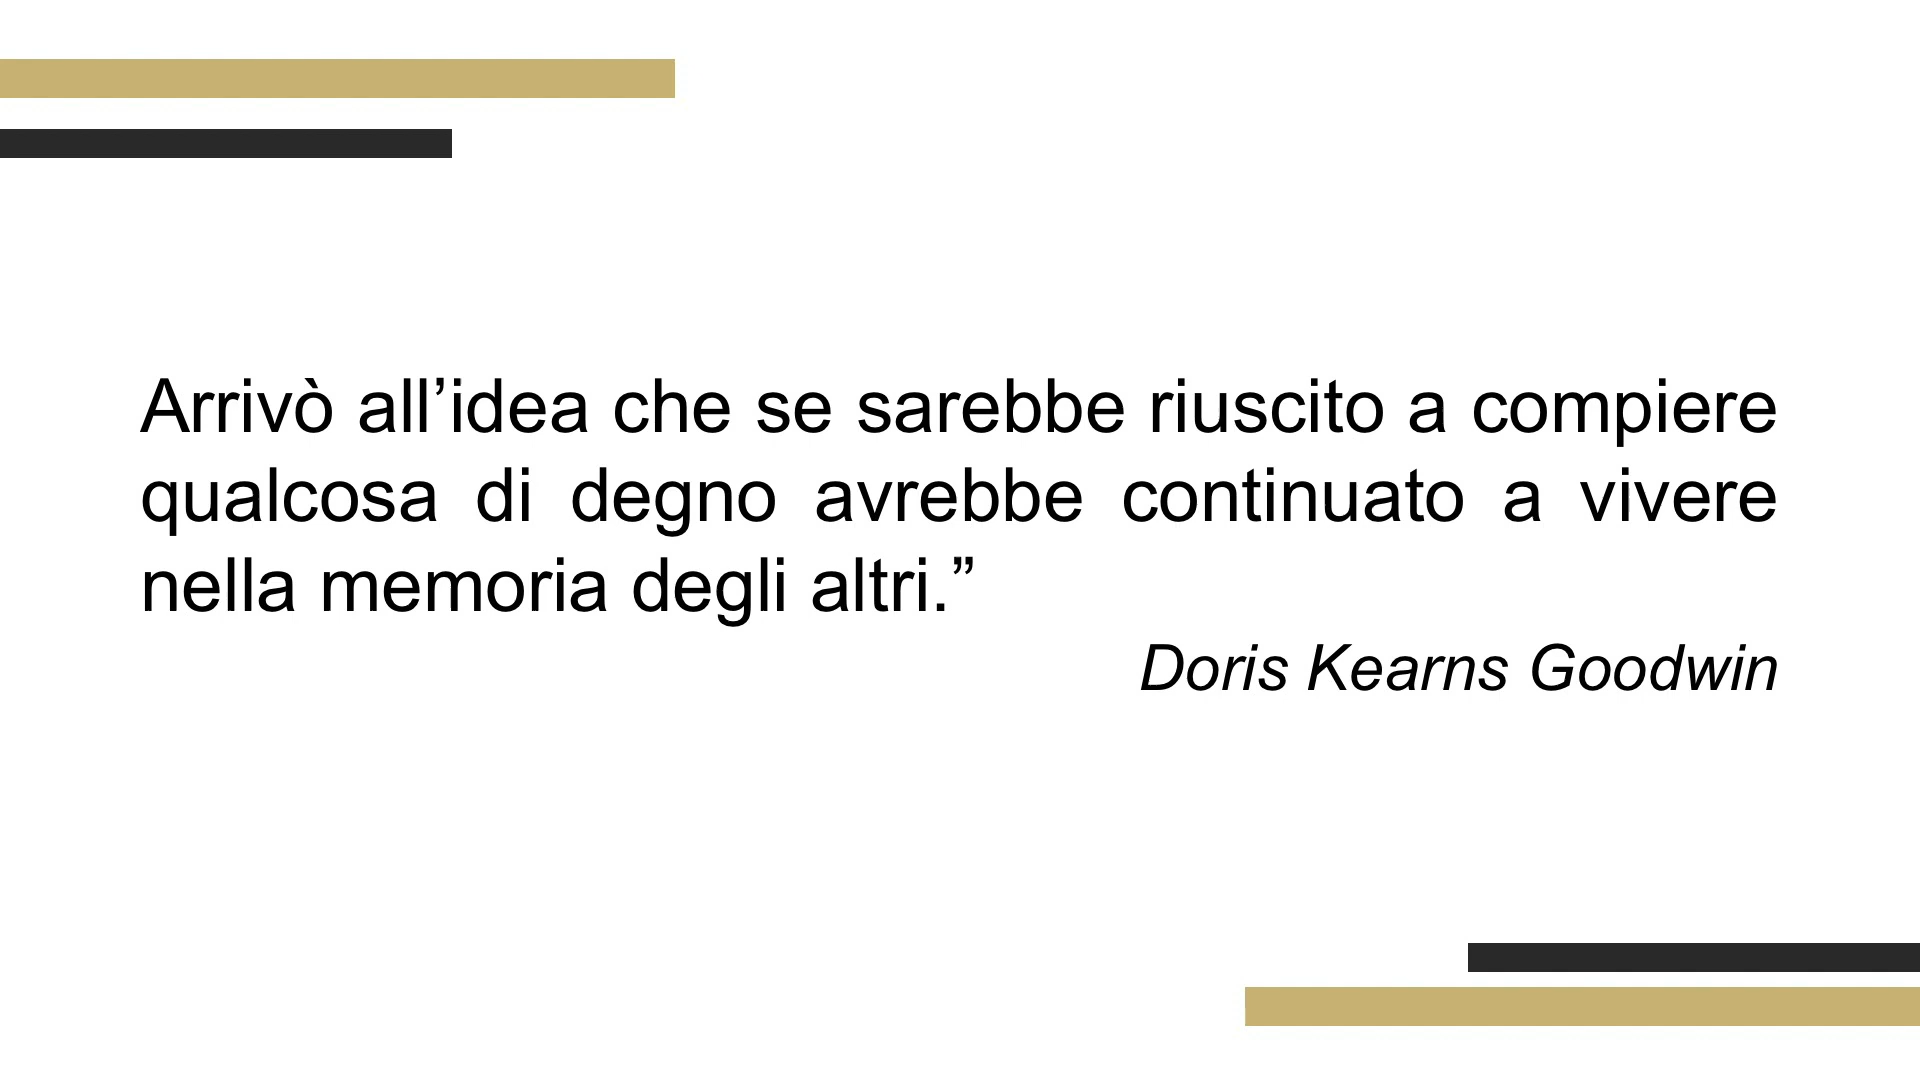 Arrivò all’idea che se sarebbe riuscito a compiere
qualcosa di degno avrebbe continuato a vivere
nella memoria degli altri.”
Doris Kearns Goodwin